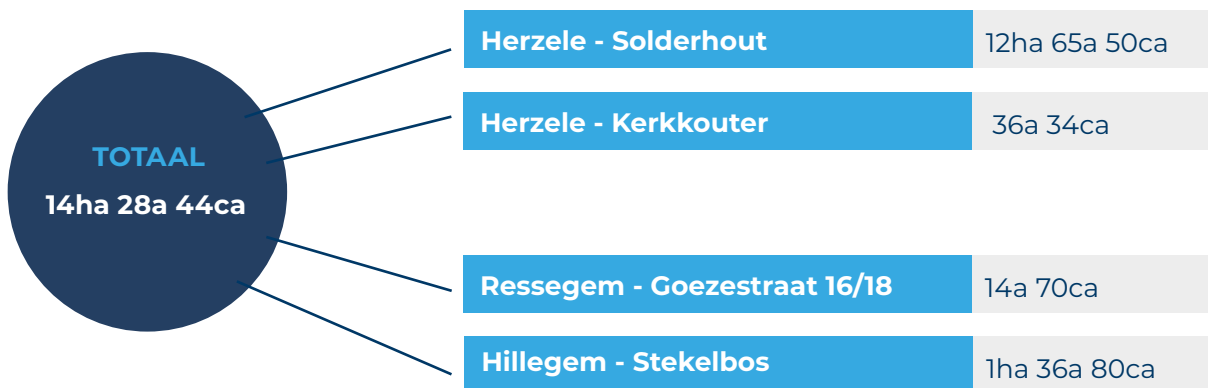 TOTAAL
14ha 28a 44ca
Herzele - Solderhout 12ha 65a 50ca
Herzele - Kerkkouter 36a 34ca
Ressegem - Goezestraat 16/18 14a 70ca
Hillegem - Stekelbos 1ha 36a 80ca